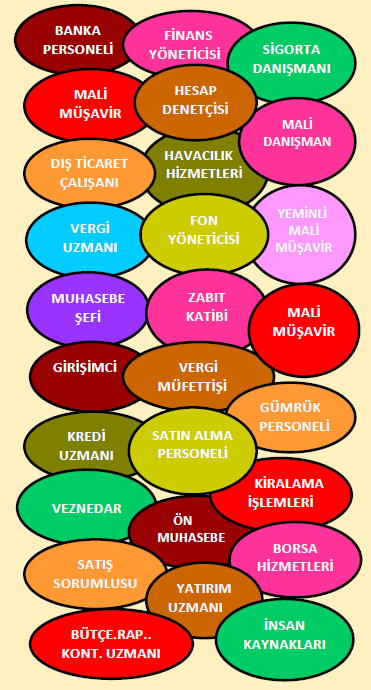 BANKA
PERSONELİ
FİNANS
YÖNETİCİSİ
SİGORTA
DANIŞMANI
MALİ
MÜŞAVİR
HESAP
DENETÇİSİ
MALİ
DANIŞMAN
DIŞ TİCARET
ÇALIŞANI
HAVACILIK
HİZMETLERİ
VERGİ
UZMANI
FON
YÖNETİCİSİ
YEMİNLİ
MALİ
MÜŞAVİR
MUHASEBE
ŞEFİ
ZABIT
KATİBİ
MALİ
MÜŞAVİR
GİRİŞİMCİ
VERGİ
MÜFETTİŞİ
GÜMRÜK
PERSONELİ
KREDİ
UZMANI
SATIN ALMA
PERSONELİ
KİRALAMA
İŞLEMLERİ
VEZNEDAR
ÖN
MUHASEBE
BORSA
HİZMETLERİ
SATIŞ
SORUMLUSU
YATIRIM
UZMANI
BÜTÇE.RAP..
KONT. UZMANI
İNSAN
KAYNAKLARI